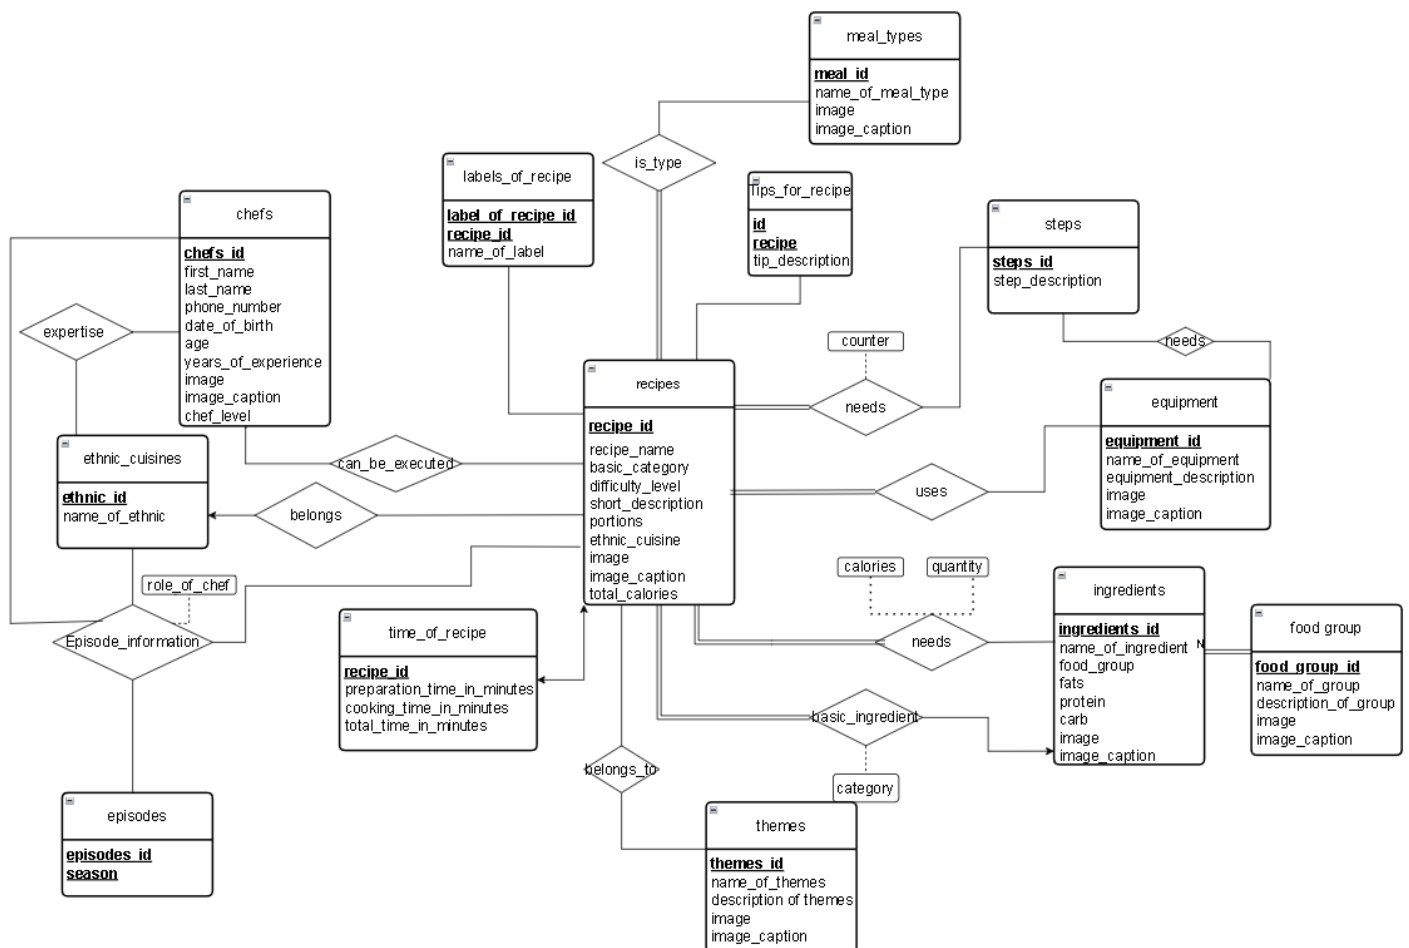 meal_types
meal_id
name_of_meal_type
image
image_caption
is_type
labels_of_recipe
label_of_recipe_id
recipe_id
name_of_label
Tips_for_recipe
id
recipe
tip_description
chefs
chefs_id
first_name
last_name
phone_number
date_of_birth
age
years_of_experience
image
image_caption
chef_level
steps
steps_id
step_description
expertise
counter
needs
needs
recipes
recipe_id
recipe_name
basic_category
difficulty_level
short_description
portions
ethnic_cuisine
image
image_caption
total_calories
equipment
equipment_id
name_of_equipment
equipment_description
image
image_caption
ethnic_cuisines
ethnic_id
name_of_ethnic
can_be_executed
belongs
uses
role_of_chef
Episode_information
calories
quantity
needs
ingredients
ingredients_id
name_of_ingredient
food_group
fats
protein
carb
image
image_caption
N
food group
food_group_id
name_of_group
description_of_group
image
image_caption
time_of_recipe
recipe_id
preparation_time_in_minutes
cooking_time_in_minutes
total_time_in_minutes
basic_ingredient
category
belongs_to
episodes
episodes_id
season
themes
themes_id
name_of_themes
description of themes
image
image_caption